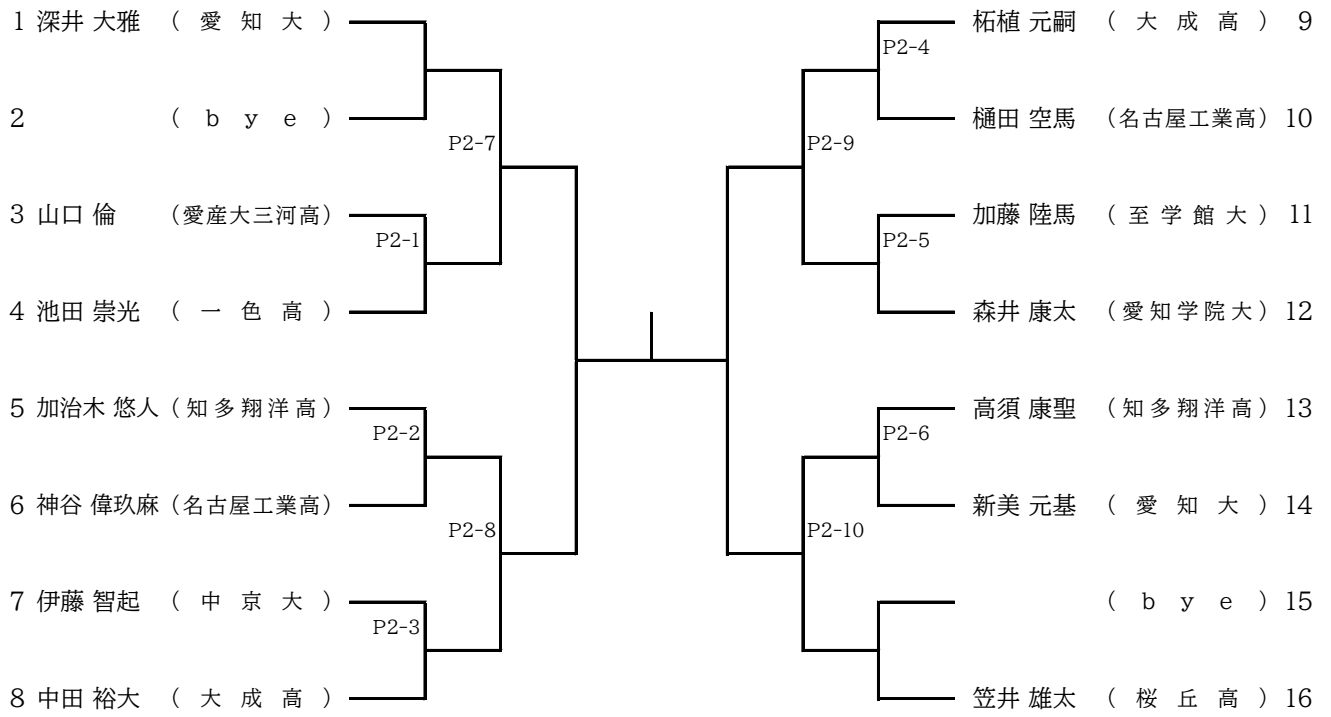 1 深井 大雅 (愛知大)
2 (bye)
P2-7
3 山口 倫 (愛産大三河高)
P2-1
4 池田 崇光 (一色高)
5 加治木 悠人 (知多翔洋高)
P2-2
6 神谷 偉玖麻 (名古屋工業高)
P2-8
7 伊藤 智起 (中京大)
P2-3
8 中田 裕大 (大成高)
柘植 元嗣 (大成高) 9
P2-4
樋田 空馬 (名古屋工業高) 10
P2-9
加藤 陸馬 (至学館大) 11
P2-5
森井 康太 (愛知学院大) 12
高須 康聖 (知多翔洋高) 13
P2-6
新美 元基 (愛知大) 14
P2-10
(bye) 15
笠井 雄太 (桜丘高) 16